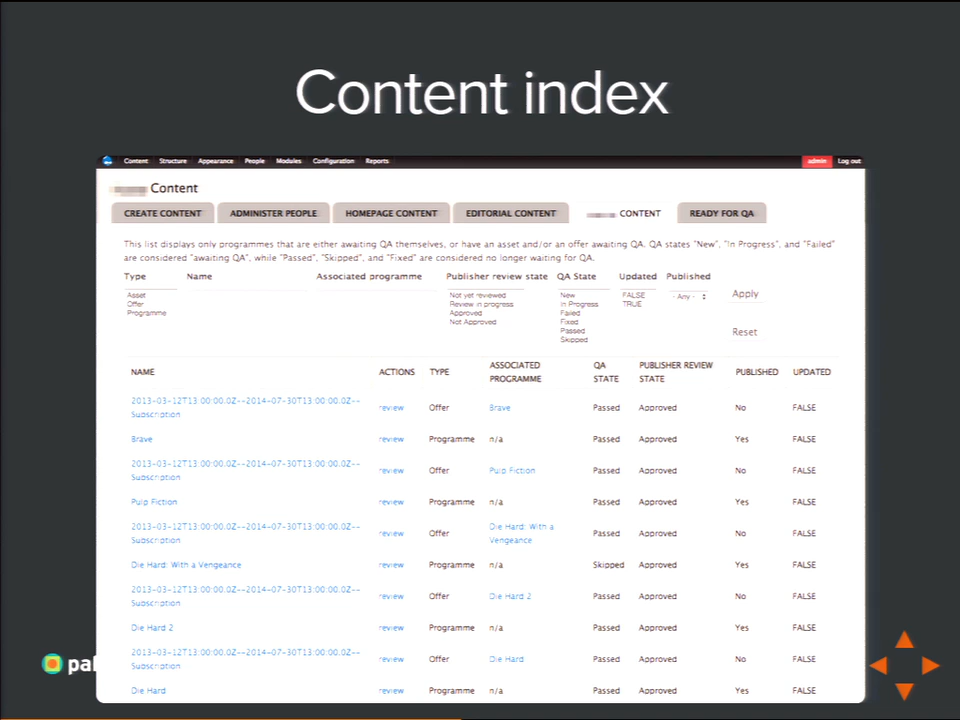 Content index
Content Structure Appearance People Modules Configuration Reports admin Log out
Content
CREATE CONTENT ADMINISTER PEOPLE HOMEPAGE CONTENT EDITORIAL CONTENT CONTENT READY FOR QA
This list displays only programmes that are either awaiting QA themselves, or have an asset and/or an offer awaiting QA. QA states "New", "In Progress", and "Failed"
are considered "awaiting QA", while "Passed", "Skipped", and "Fixed" are considered no longer waiting for QA.
Type Name Associated programme Publisher review state QA State Updated Published
Asset Not yet reviewed New FALSE - Any - Apply
Offer Review in progress In Progress TRUE
Programme Approved Failed
Not Approved Fixed
Passed Reset
Skipped
NAME ACTIONS TYPE ASSOCIATED PROGRAMME QA STATE PUBLISHER REVIEW STATE PUBLISHED UPDATED
2013-03-12T13:00:00.0Z--2014-07-30T13:00:00.0Z-- review Offer Brave Passed Approved No FALSE
Subscription
Brave review Programme n/a Passed Approved Yes FALSE
2013-03-12T13:00:00.0Z--2014-07-30T13:00:00.0Z-- review Offer Pulp Fiction Passed Approved No FALSE
Subscription
Pulp Fiction review Programme n/a Passed Approved Yes FALSE
2013-03-12T13:00:00.0Z--2014-07-30T13:00:00.0Z-- review Offer Die Hard: With a Passed Approved No FALSE
Subscription Vengeance
Die Hard: With a Vengeance review Programme n/a Skipped Approved Yes FALSE
2013-03-12T13:00:00.0Z--2014-07-30T13:00:00.0Z-- review Offer Die Hard 2 Passed Approved No FALSE
Subscription
Die Hard 2 review Programme n/a Passed Approved Yes FALSE
2013-03-12T13:00:00.0Z--2014-07-30T13:00:00.0Z-- review Offer Die Hard Passed Approved No FALSE
Subscription
Die Hard review Programme n/a Passed Approved Yes FALSE